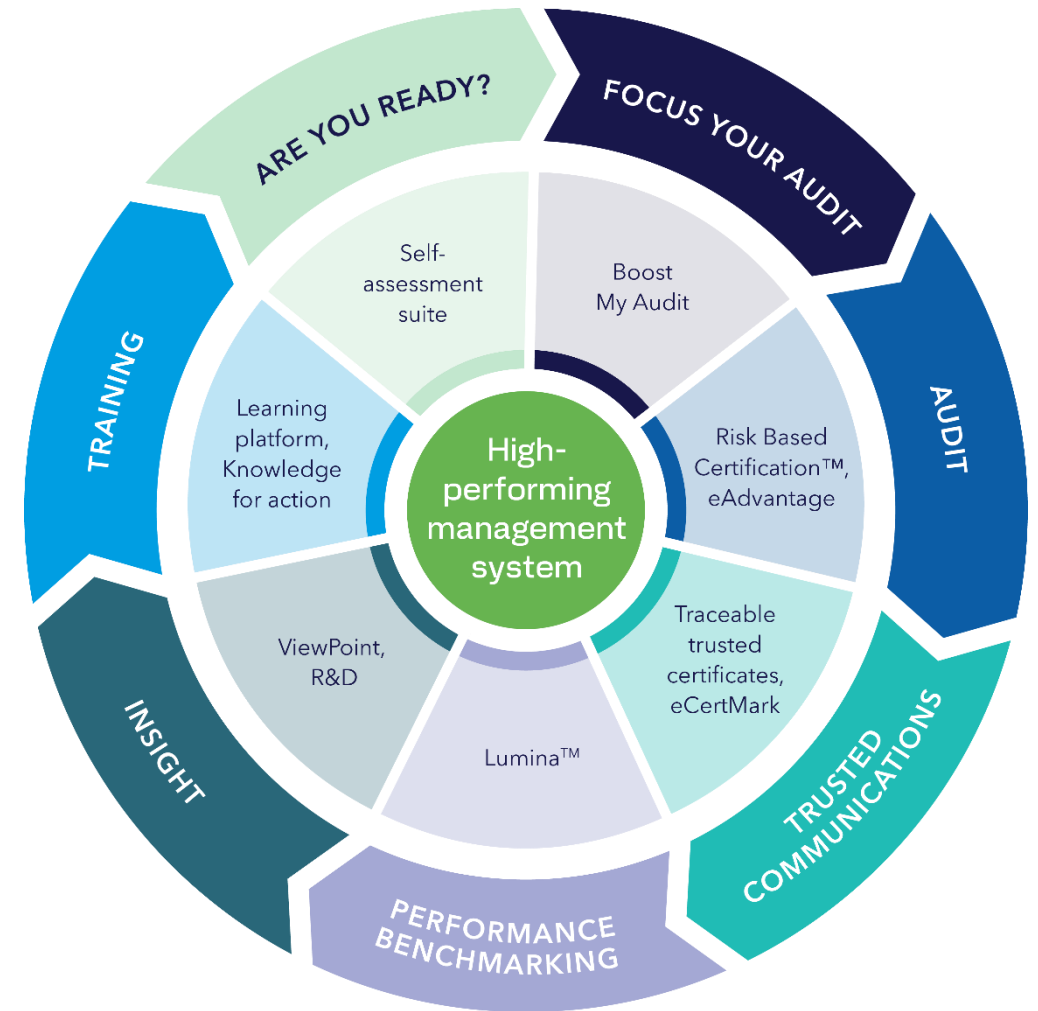 ARE YOU READY?
FOCUS YOUR AUDIT
AUDIT
TRUSTED
COMMUNICATIONS
PERFORMANCE
BENCHMARKING
INSIGHT
TRAINING
Self-
assessment
suite
Boost
My Audit
Risk Based
Certification™,
eAdvantage
Traceable
trusted
certificates,
eCertMark
Lumina™
ViewPoint,
R&D
Learning
platform,
Knowledge
for action
High-
performing
management
system